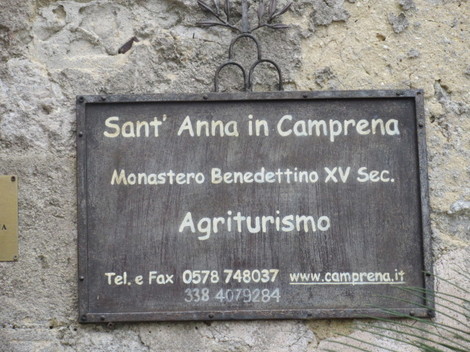 Sant' Anna in Camprena
Monastero Benedettino XV Sec.
Agriturismo
Tel. e Fax 0578 748037 www.camprena.it
338 4079284